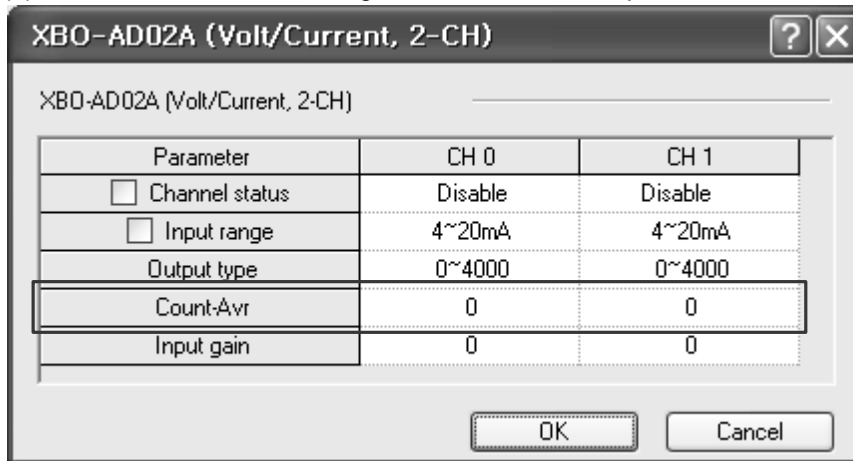 XBO-AD02A (Volt/Current, 2-CH)
XBO-AD02A (Volt/Current, 2-CH)
Parameter CH 0 CH 1
Channel status Disable Disable
Input range 4~20mA 4~20mA
Output type 0~4000 0~4000
Count-Avr 0 0
Input gain 0 0
OK Cancel